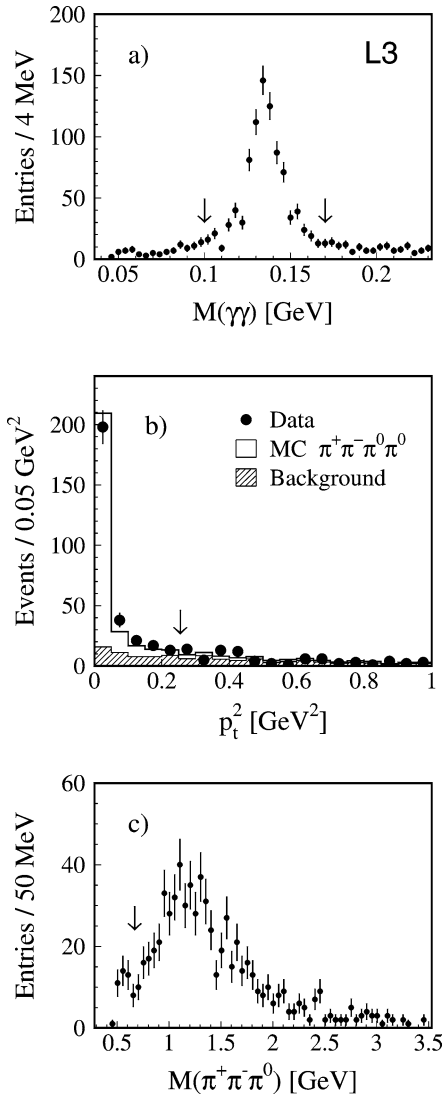 200
150
100
50
0
Entries / 4 MeV
a)
L3
0.05 0.1 0.15 0.2
M(γγ) [GeV]
200
150
100
50
0
Events / 0.05 GeV²
b)
Data
MC π⁺π⁻π⁰π⁰
Background
0 0.2 0.4 0.6 0.8 1
pₜ² [GeV²]
60
40
20
0
Entries / 50 MeV
c)
0.5 1 1.5 2 2.5 3 3.5
M(π⁺π⁻π⁰) [GeV]